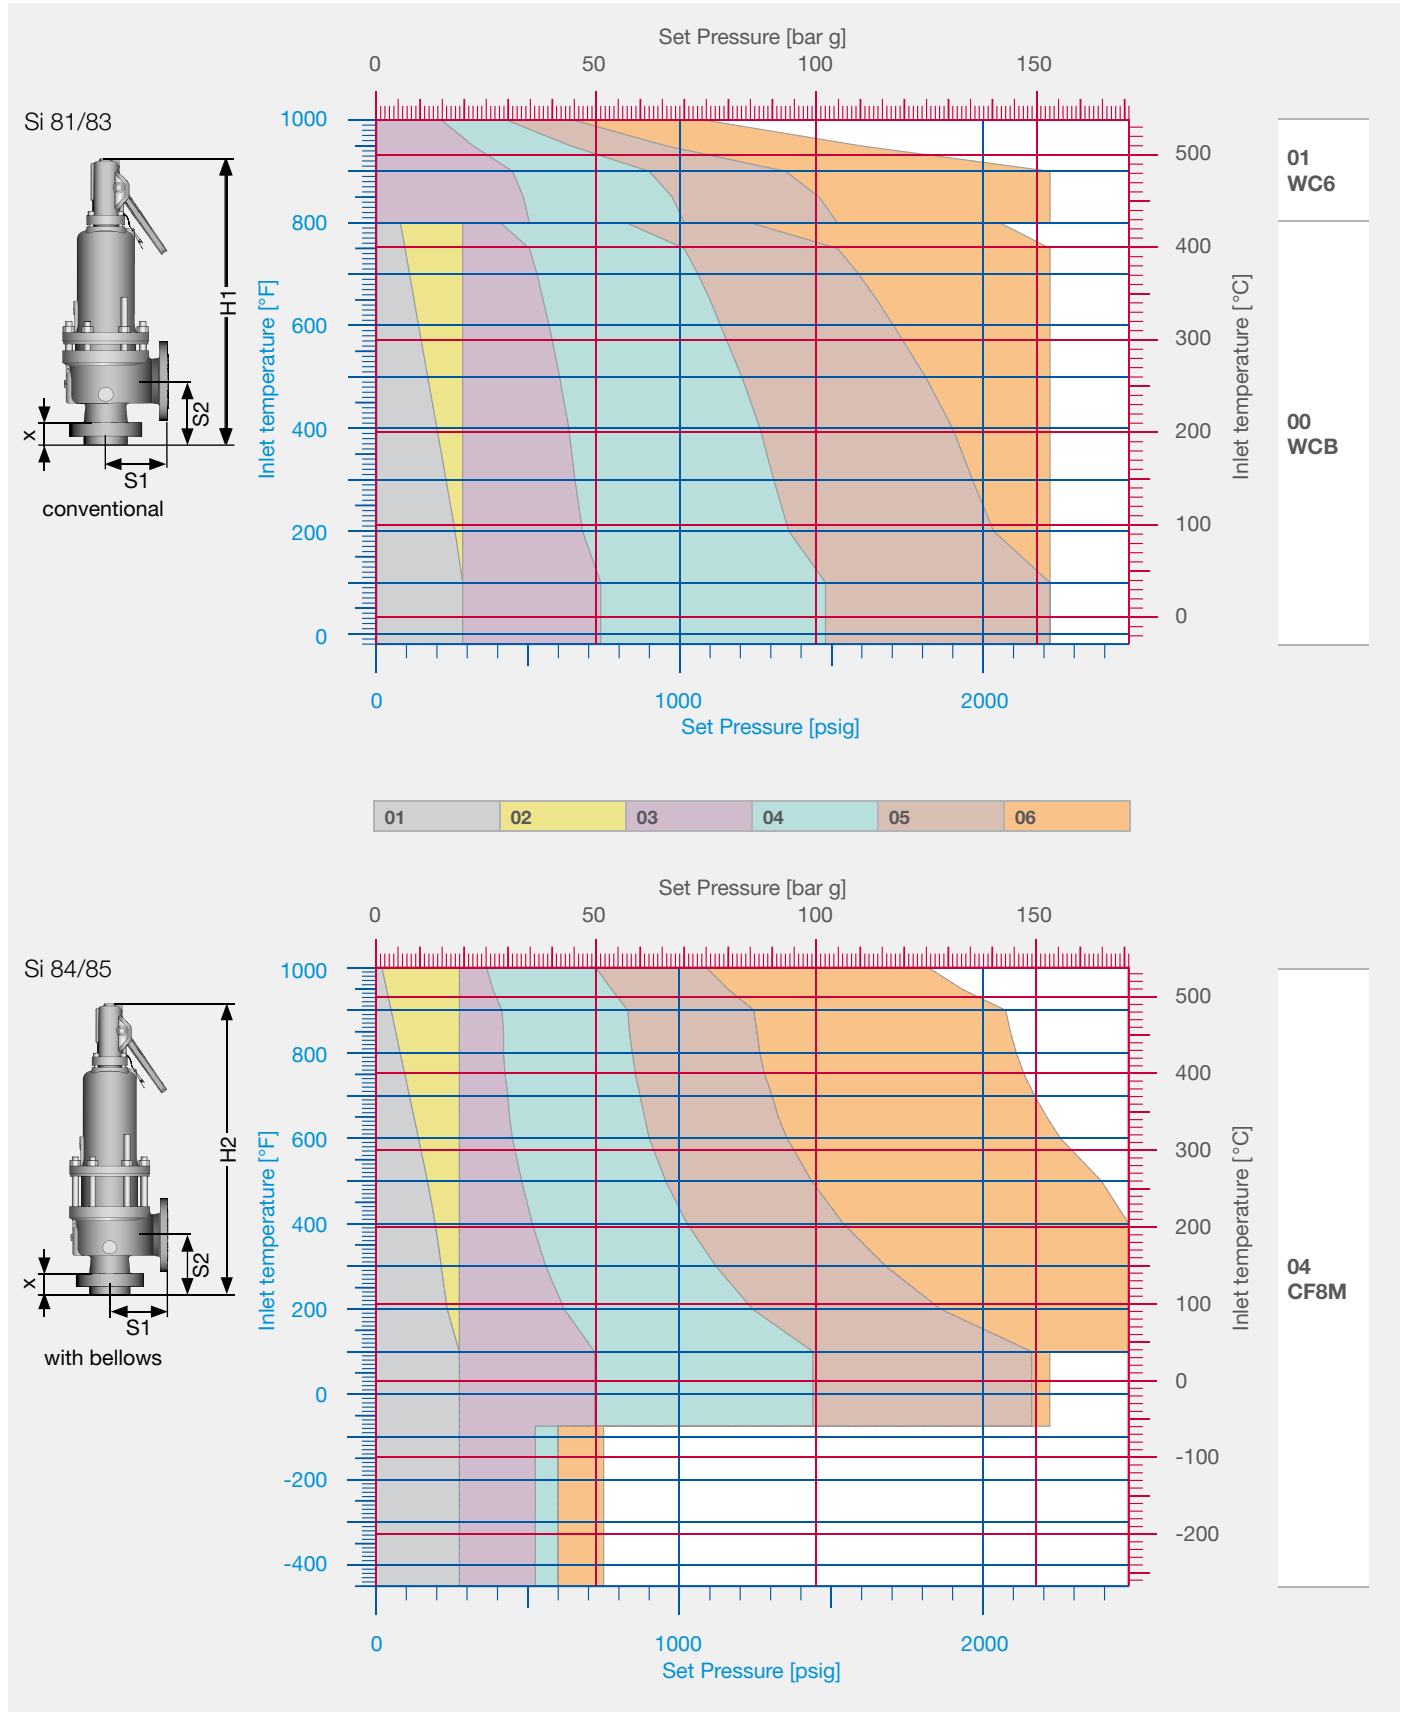 Set Pressure [bar g]
0 50 100 150
Si 81/83
H1
S2
x
S1
conventional
Inlet temperature [°F]
1000
800
600
400
200
0
500
400
300
200
100
0
Inlet temperature [°C]
01
WC6
00
WCB
0 1000 2000
Set Pressure [psig]
01 02 03 04 05 06
Set Pressure [bar g]
0 50 100 150
Si 84/85
H2
S2
x
S1
with bellows
Inlet temperature [°F]
1000
800
600
400
200
0
-200
-400
500
400
300
200
100
0
-100
-200
Inlet temperature [°C]
04
CF8M
0 1000 2000
Set Pressure [psig]